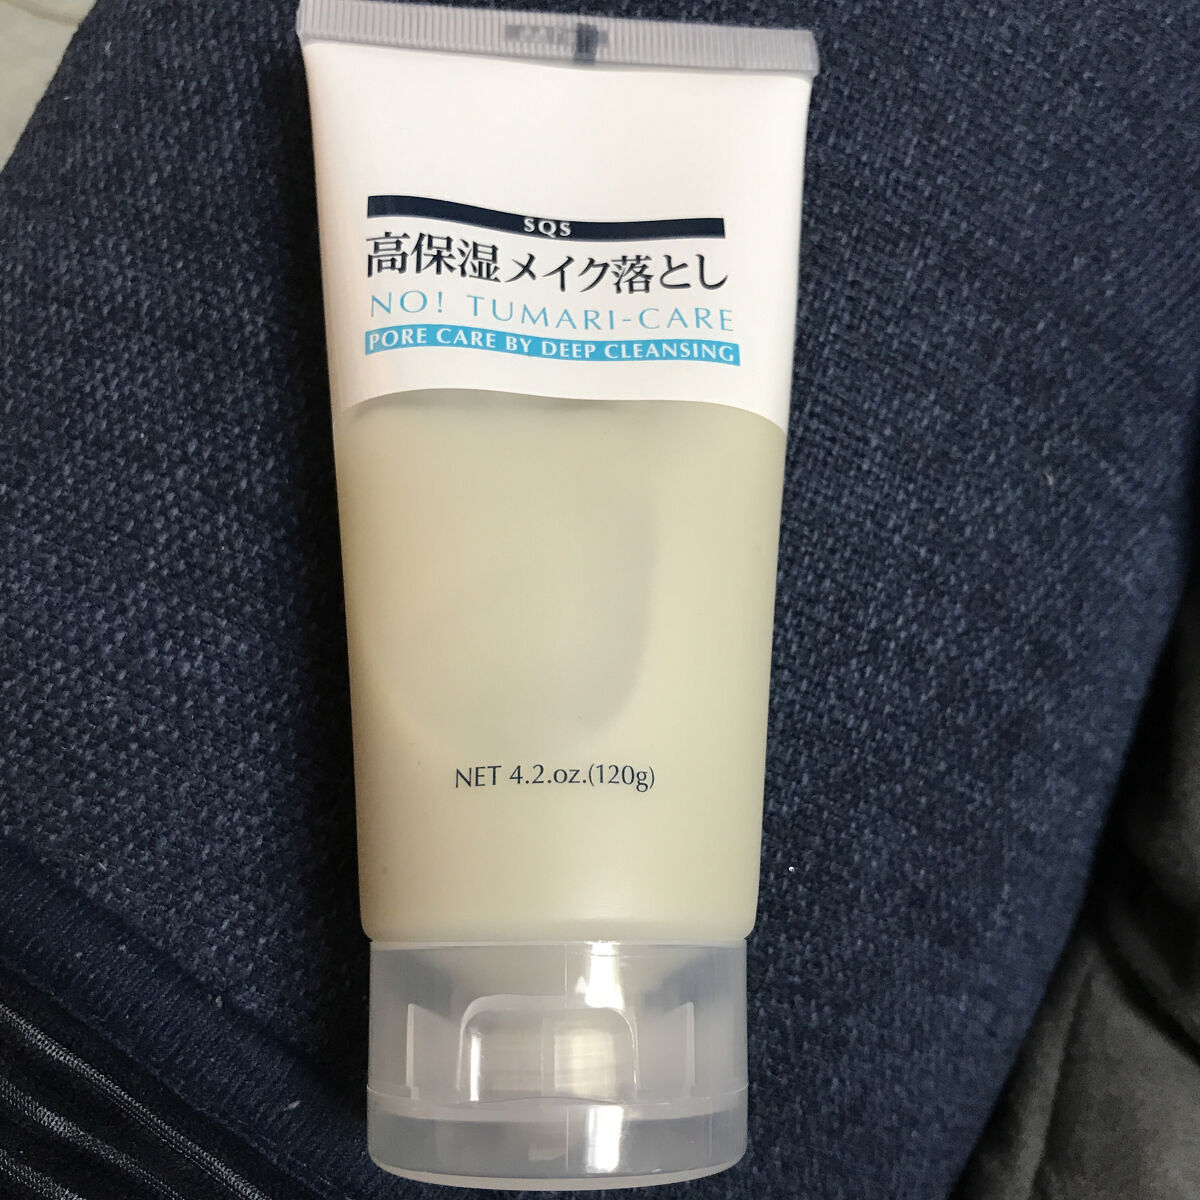 SQS
高保湿メイク落とし
NO! TUMARI-CARE
PORE CARE BY DEEP CLEANSING
NET 4.2.oz.(120g)